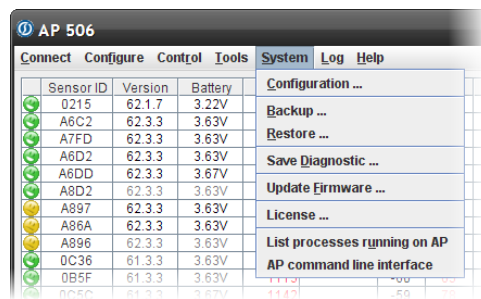 AP 506
Connect Configure Control Tools System Log Help
Sensor ID Version Battery
0215 62.1.7 3.22V
A6C2 62.3.3 3.63V
A7FD 62.3.3 3.63V
A6D2 62.3.3 3.63V
A6DD 62.3.3 3.67V
A8D2 62.3.3 3.63V
A897 62.3.3 3.63V
A86A 62.3.3 3.63V
A896 62.3.3 3.63V
0C36 61.3.3 3.63V
0B5F 61.3.3 3.63V
Configuration ...
Backup ...
Restore ...
Save Diagnostic ...
Update Firmware ...
License ...
List processes running on AP
AP command line interface